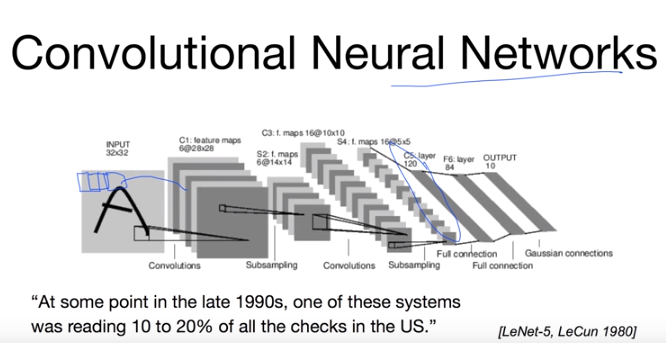 Convolutional Neural Networks
INPUT
32x32
C1: feature maps
6@28x28
C3: f. maps 16@10x10
S2: f. maps
6@14x14
S4: f. maps 16@5x5
C5: layer
120
F6: layer
84
OUTPUT
10
Convolutions
Subsampling
Convolutions
Subsampling
Full connection
Full connection
Gaussian connections
A
“At some point in the late 1990s, one of these systems
was reading 10 to 20% of all the checks in the US.”
[LeNet-5, LeCun 1980]